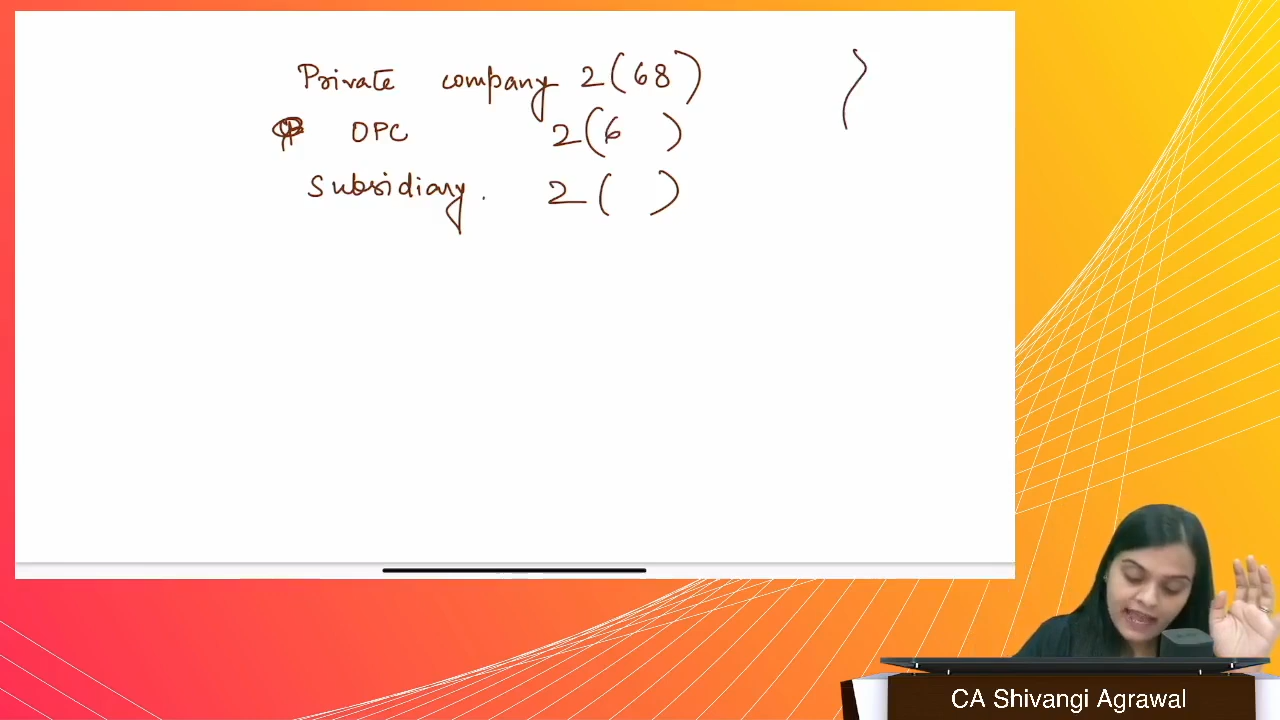 Private company 2(68)
OPC 2(6 )
Subsidiary. 2( )
CA Shivangi Agrawal